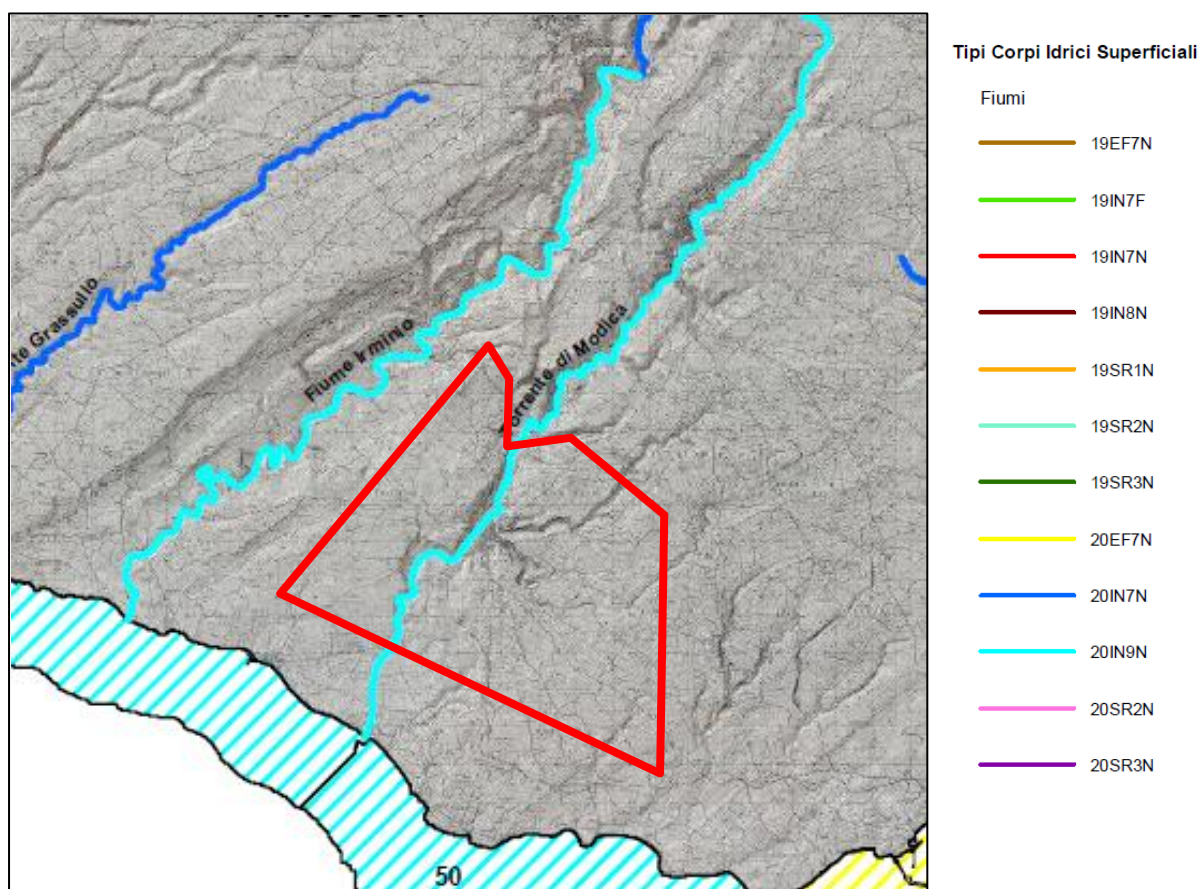 Tipi Corpi Idrici Superficiali
Fiumi
19EF7N
19IN7F
19IN7N
19IN8N
19SR1N
19SR2N
19SR3N
20EF7N
20IN7N
20IN9N
20SR2N
20SR3N
Grassullo
Fiume Irminio
Torrente di Modica
50